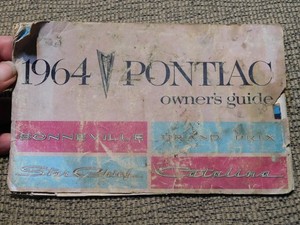 1964 PONTIAC
owner's guide
BONNEVILLE GRAND PRIX
Star Chief Catalina